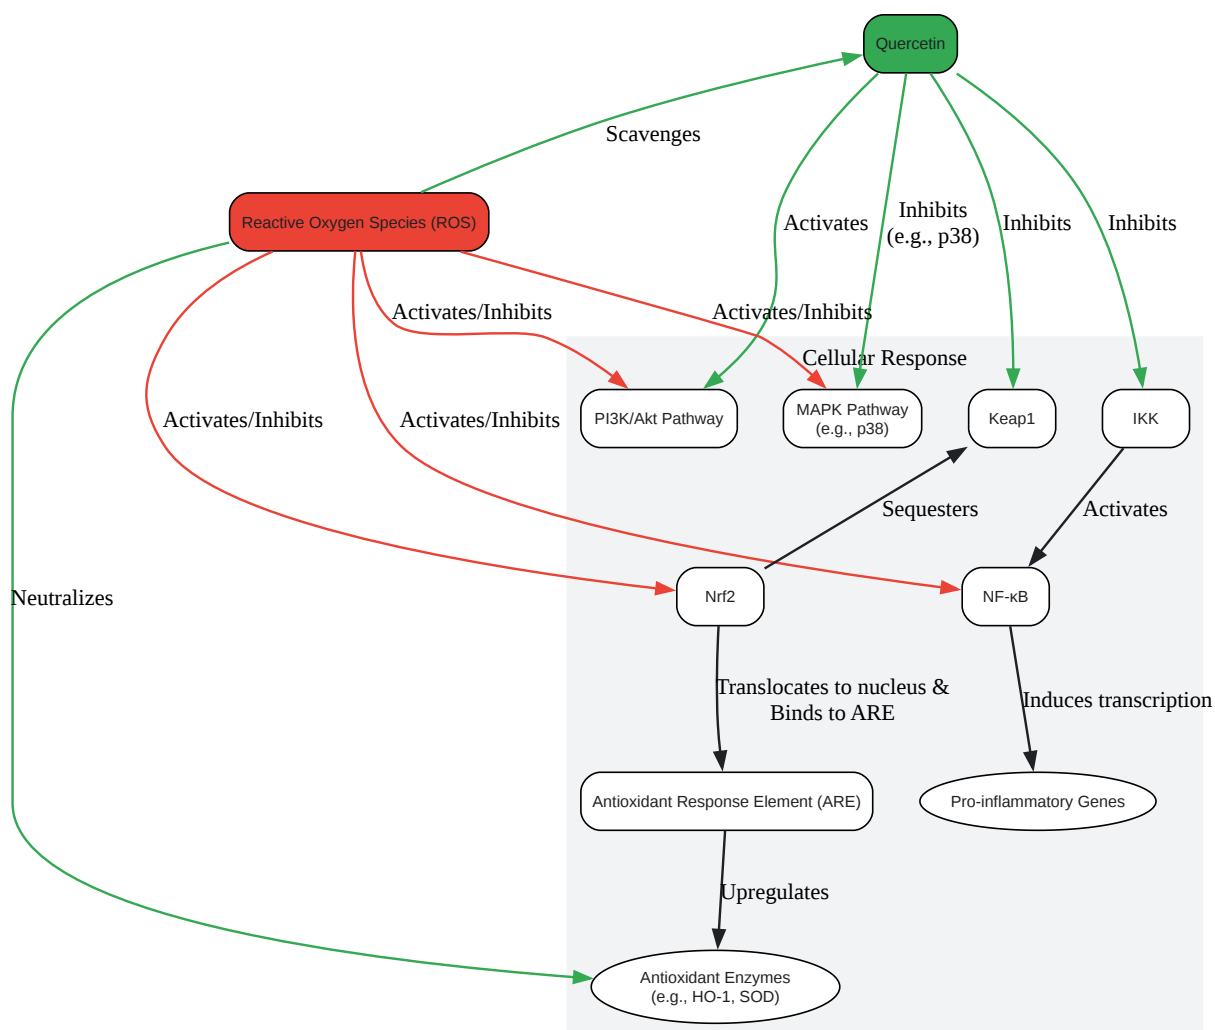 Quercetin
Scavenges
Reactive Oxygen Species (ROS)
Activates
Inhibits
(e.g., p38)
Inhibits
Inhibits
Activates/Inhibits
Activates/Inhibits
Cellular Response
Activates/Inhibits
Activates/Inhibits
PI3K/Akt Pathway
MAPK Pathway
(e.g., p38)
Keap1
IKK
Sequesters
Activates
Neutralizes
Nrf2
NF-κB
Translocates to nucleus &
Binds to ARE
Induces transcription
Antioxidant Response Element (ARE)
Pro-inflammatory Genes
Upregulates
Antioxidant Enzymes
(e.g., HO-1, SOD)